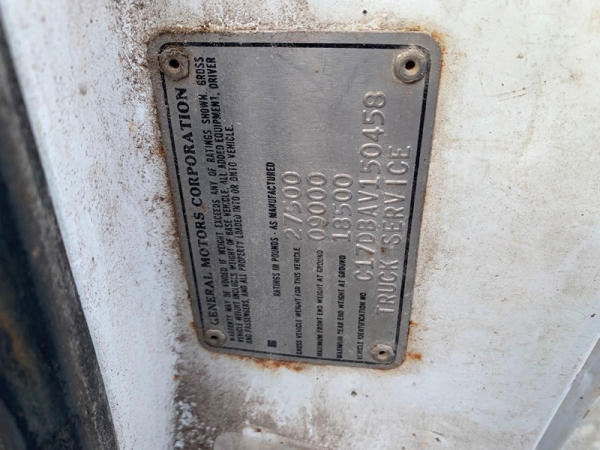 GENERAL MOTORS CORPORATION
WARRANTY MAY BE VOIDED IF WEIGHT EXCEEDS ANY OF RATINGS SHOWN. GROSS
VEHICLE WEIGHT INCLUDES WEIGHT OF BASE VEHICLE, ALL ADDED EQUIPMENT, DRIVER
AND PASSENGERS, AND ALL PROPERTY LOADED INTO OR ONTO VEHICLE.
RATINGS IN POUNDS - AS MANUFACTURED
GROSS VEHICLE WEIGHT FOR THIS VEHICLE 27500
MAXIMUM FRONT END WEIGHT AT GROUND 09000
MAXIMUM REAR END WEIGHT AT GROUND 18500
VEHICLE IDENTIFICATION NO. C17DBAV150458
TRUCK SERVICE